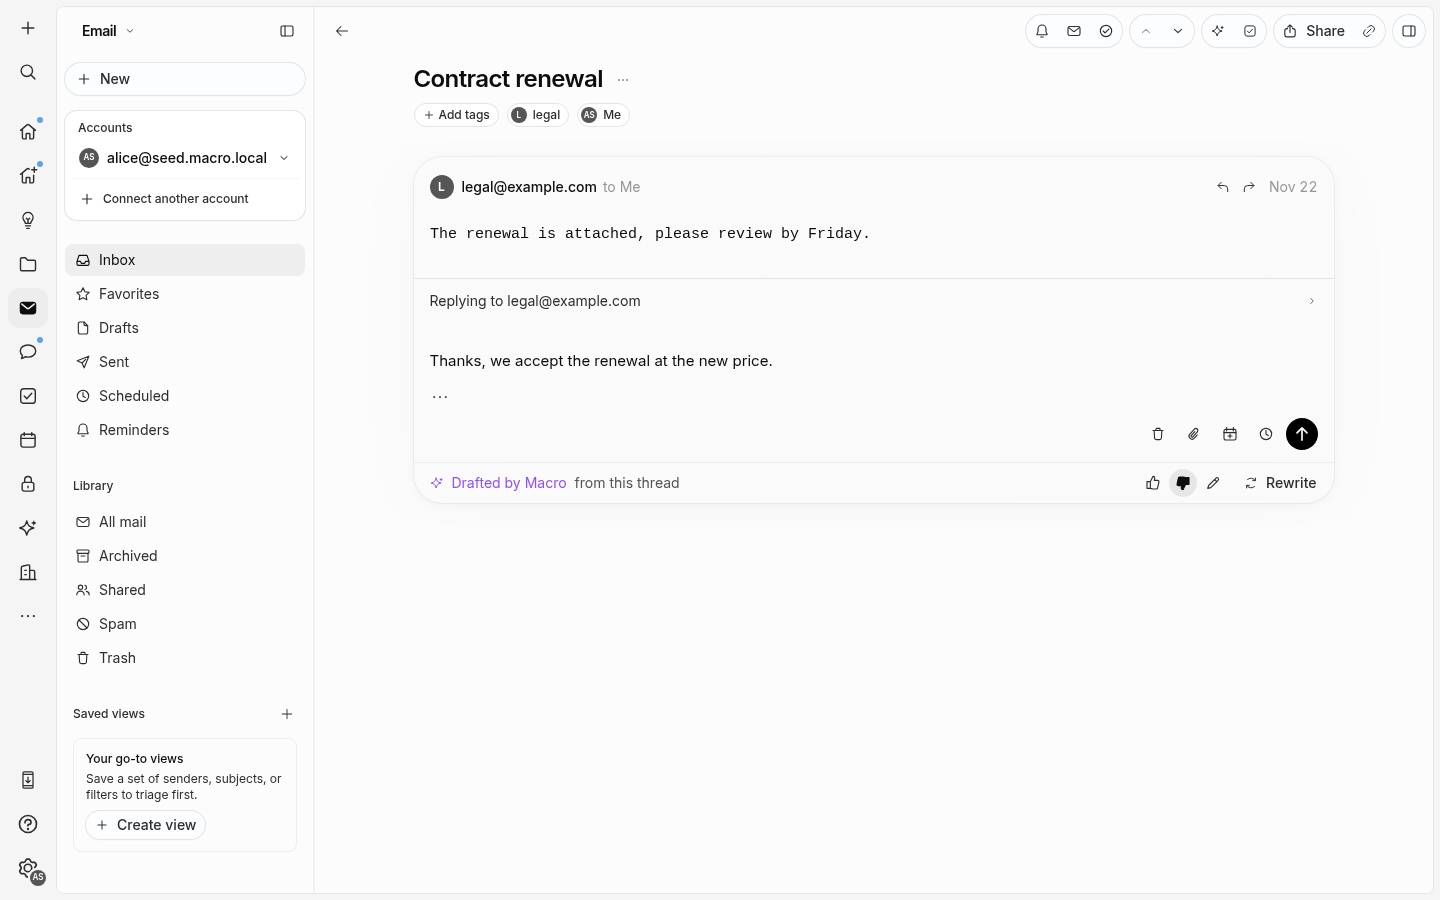 Email
New
Accounts
AS
alice@seed.macro.local
Connect another account
Inbox
Favorites
Drafts
Sent
Scheduled
Reminders
Library
All mail
Archived
Shared
Spam
Trash
Saved views
Your go-to views
Save a set of senders, subjects, or
filters to triage first.
Create view
AS
Share
Contract renewal
Add tags
L legal
AS Me
L legal@example.com to Me
Nov 22
The renewal is attached, please review by Friday.
Replying to legal@example.com
Thanks, we accept the renewal at the new price.
Drafted by Macro from this thread
Rewrite